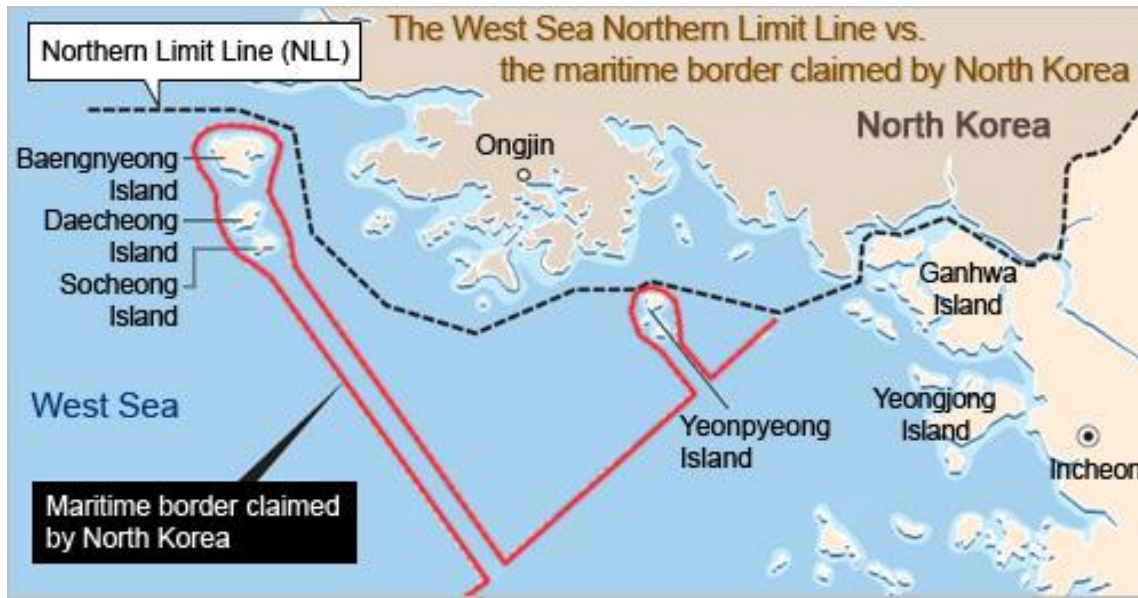 The West Sea Northern Limit Line vs.
the maritime border claimed by North Korea
Northern Limit Line (NLL)
North Korea
Ongjin
Baengnyeong
Island
Daecheong
Island
Socheong
Island
Ganhwa
Island
West Sea
Yeongjong
Island
Yeonpyeong
Island
Incheon
Maritime border claimed
by North Korea